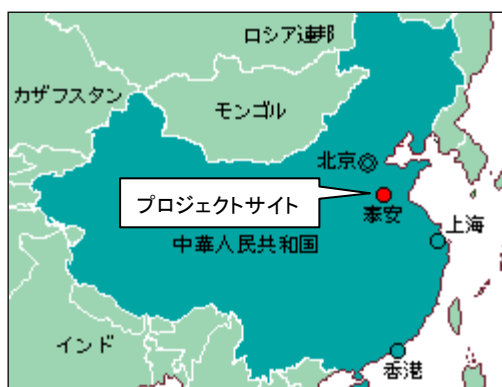 ロシア連邦
カザフスタン
モンゴル
北京
プロジェクトサイト
泰安
上海
中華人民共和国
インド
香港